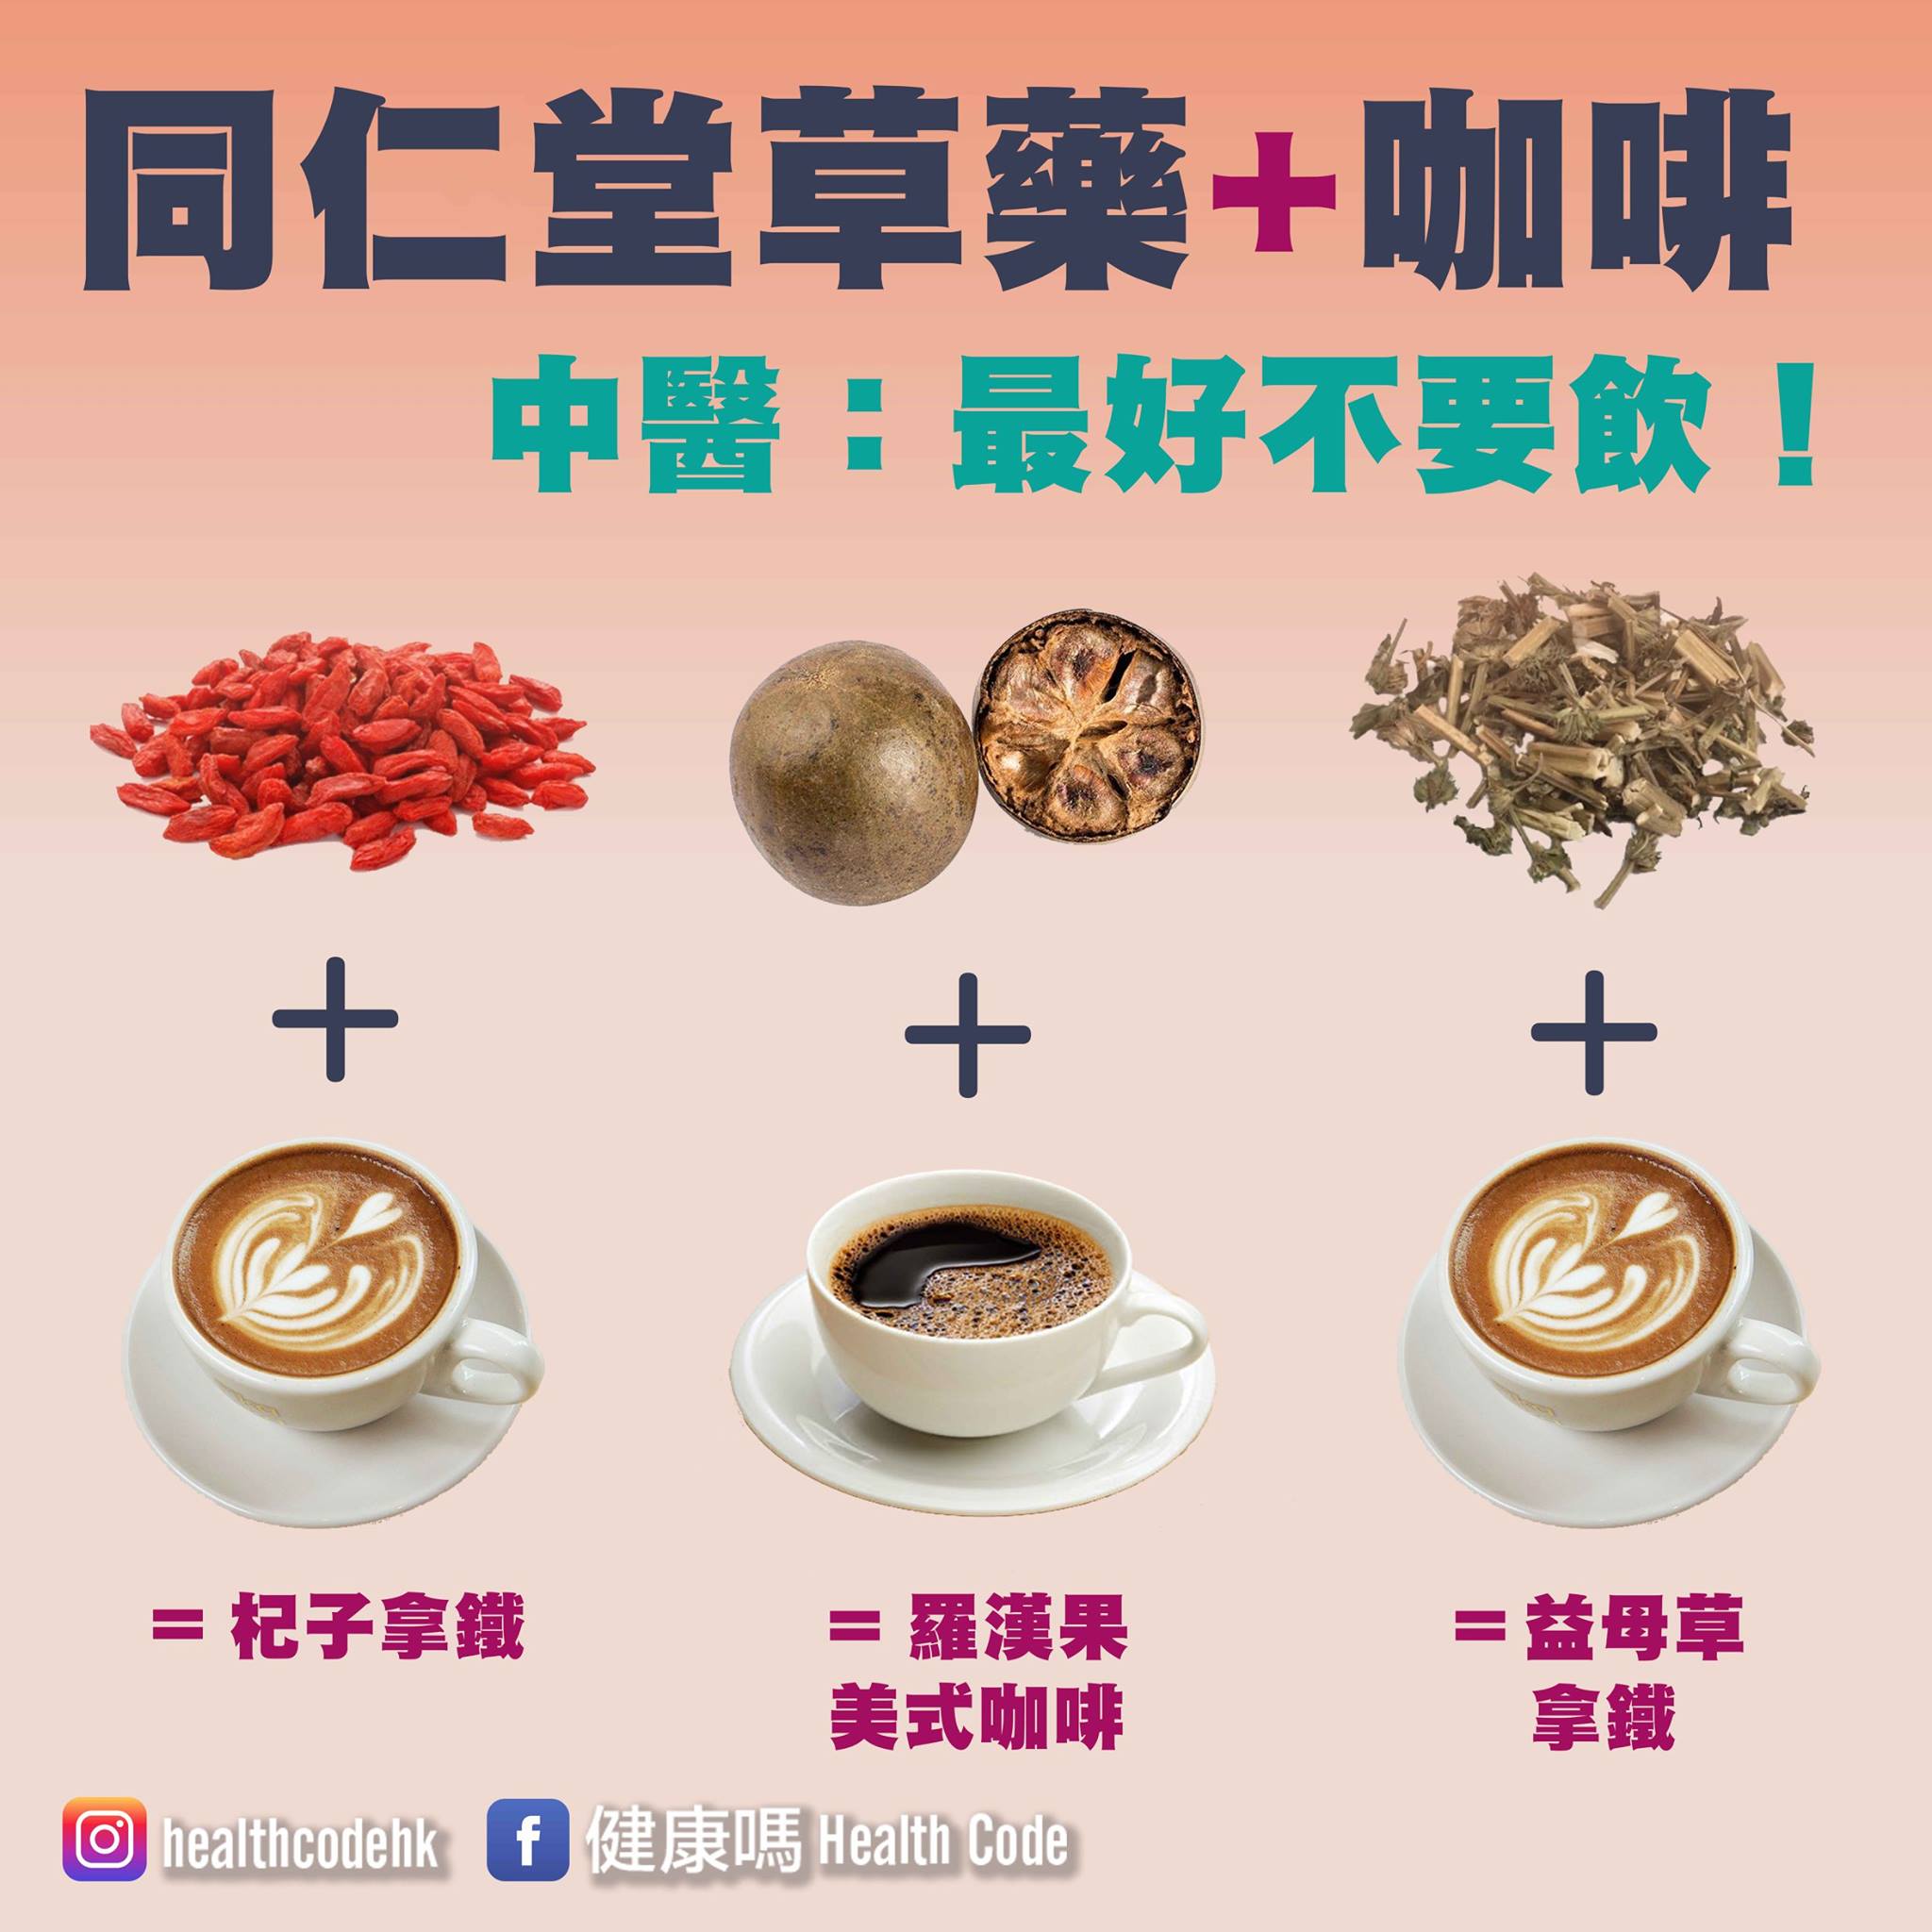 同仁堂草藥+咖啡
中醫：最好不要飲！
= 杞子拿鐵
= 羅漢果
美式咖啡
= 益母草
拿鐵
healthcodehk
健康嗎 Health Code